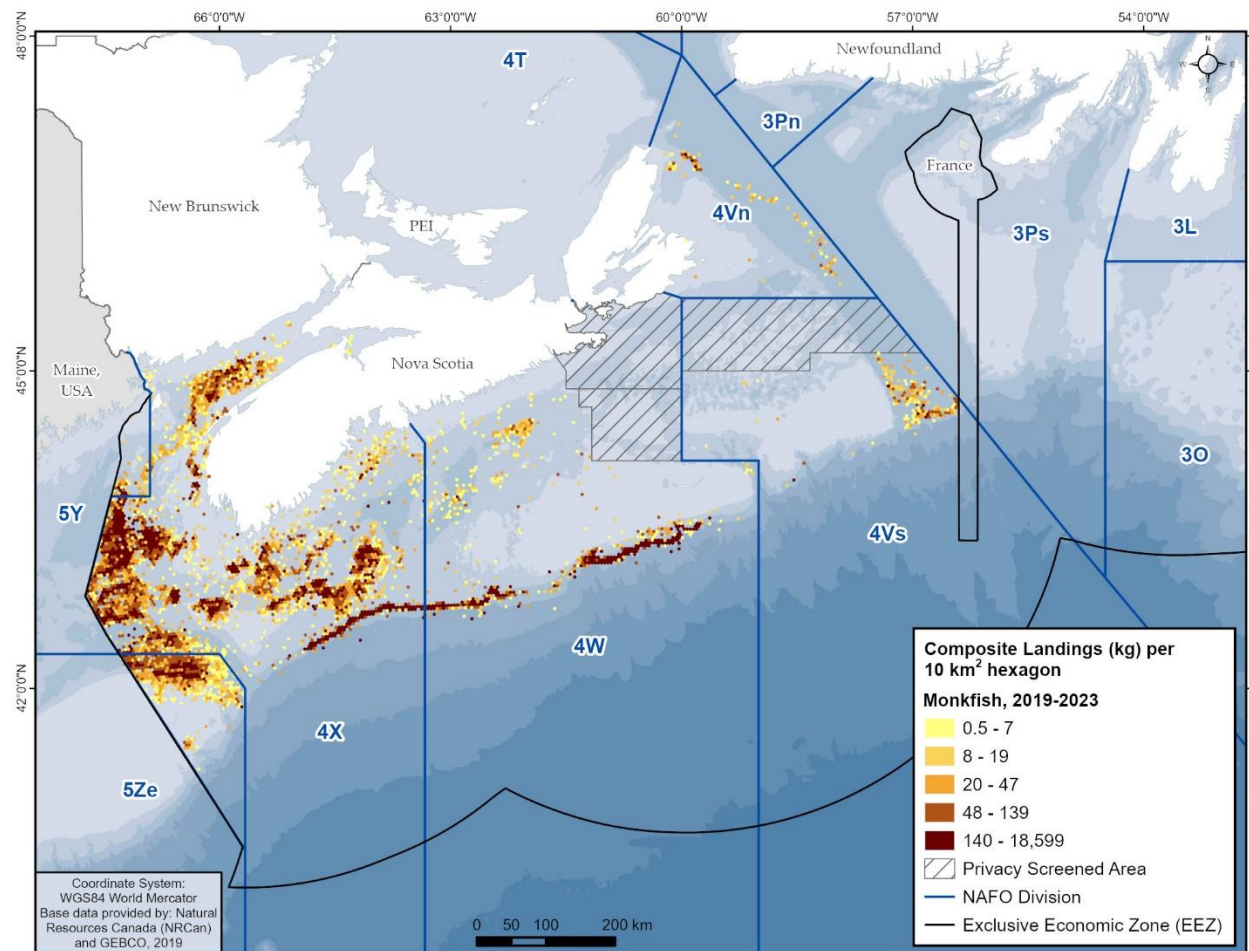 66°0'0"W
63°0'0"W
60°0'0"W
57°0'0"W
54°0'0"W
48°0'0"N
45°0'0"N
42°0'0"N
4T
Newfoundland
N
W
E
S
3Pn
France
New Brunswick
PEI
4Vn
3Ps
3L
Maine,
USA
Nova Scotia
3O
5Y
4Vs
4W
4X
5Ze
Composite Landings (kg) per
10 km² hexagon
Monkfish, 2019-2023
0.5 - 7
8 - 19
20 - 47
48 - 139
140 - 18,599
Privacy Screened Area
NAFO Division
Exclusive Economic Zone (EEZ)
Coordinate System:
WGS84 World Mercator
Base data provided by: Natural
Resources Canada (NRCan)
and GEBCO, 2019
0 50 100 200 km